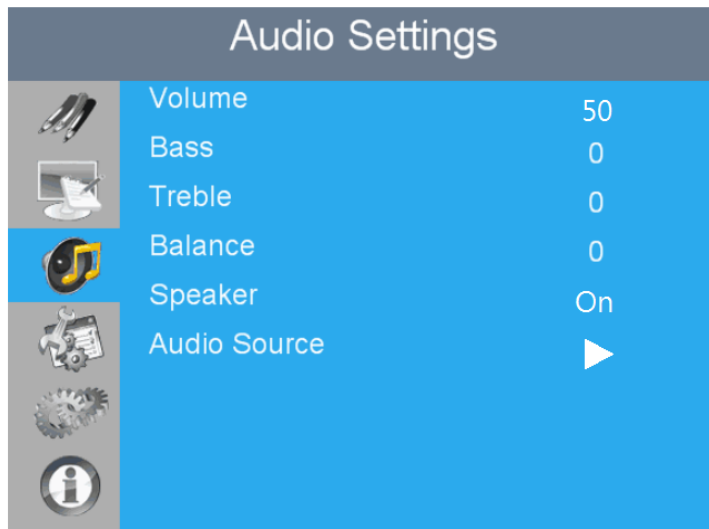 Audio Settings
Volume 50
Bass 0
Treble 0
Balance 0
Speaker On
Audio Source